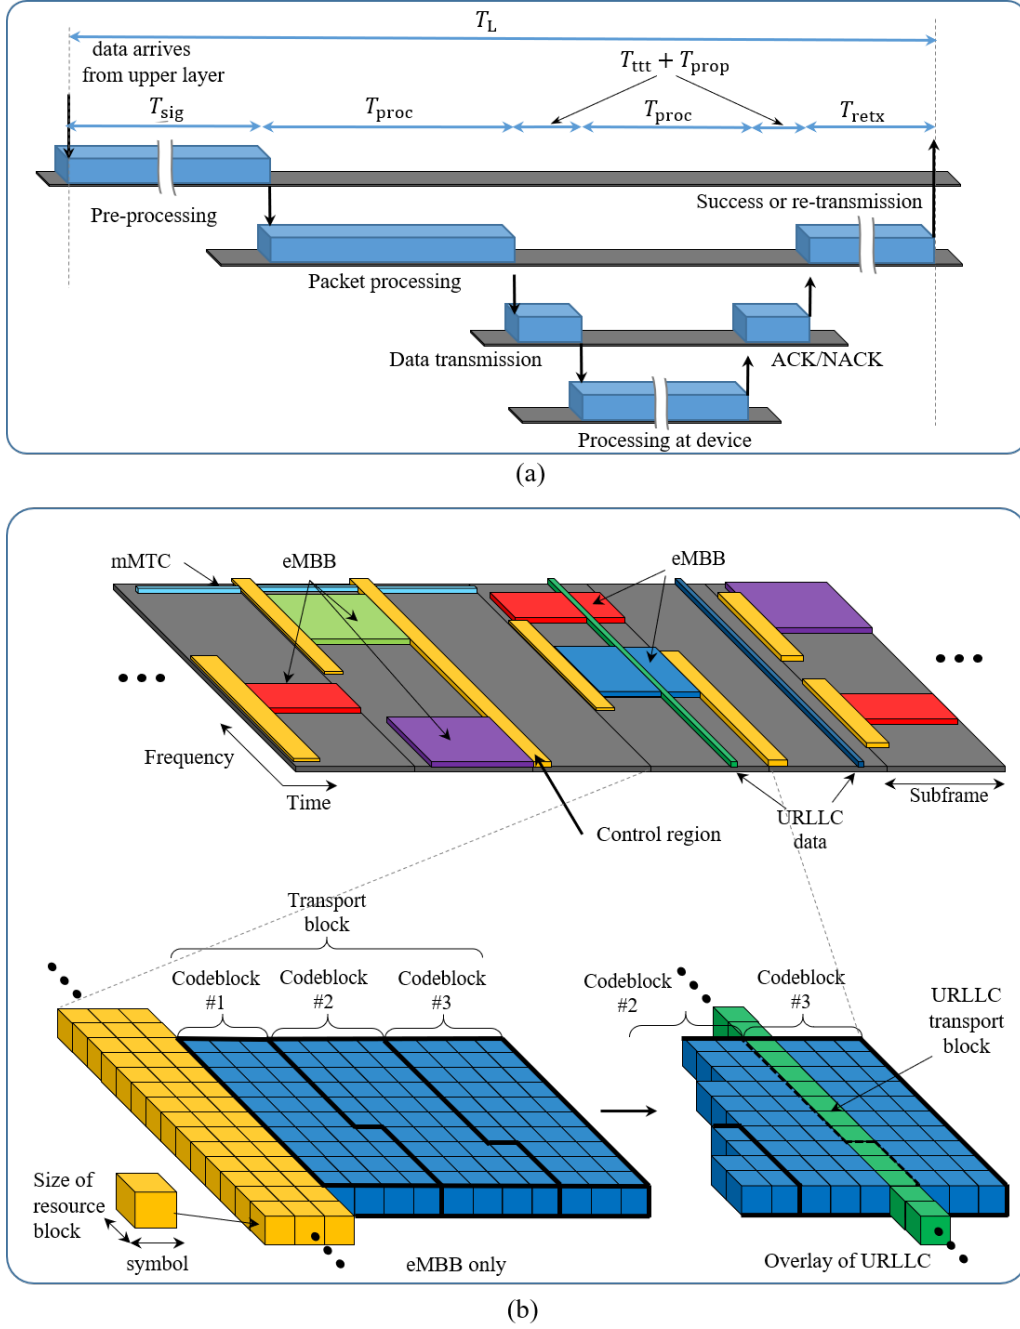 T_L
data arrives
from upper layer
T_ttt + T_prop
T_sig
T_proc
T_proc
T_retx
Pre-processing
Success or re-transmission
Packet processing
Data transmission
ACK/NACK
Processing at device
(a)
mMTC
eMBB
eMBB
Frequency
Time
Control region
URLLC
data
Subframe
Transport
block
Codeblock
#1
Codeblock
#2
Codeblock
#3
Codeblock
#2
Codeblock
#3
URLLC
transport
block
Size of
resource
block
symbol
eMBB only
Overlay of URLLC
(b)